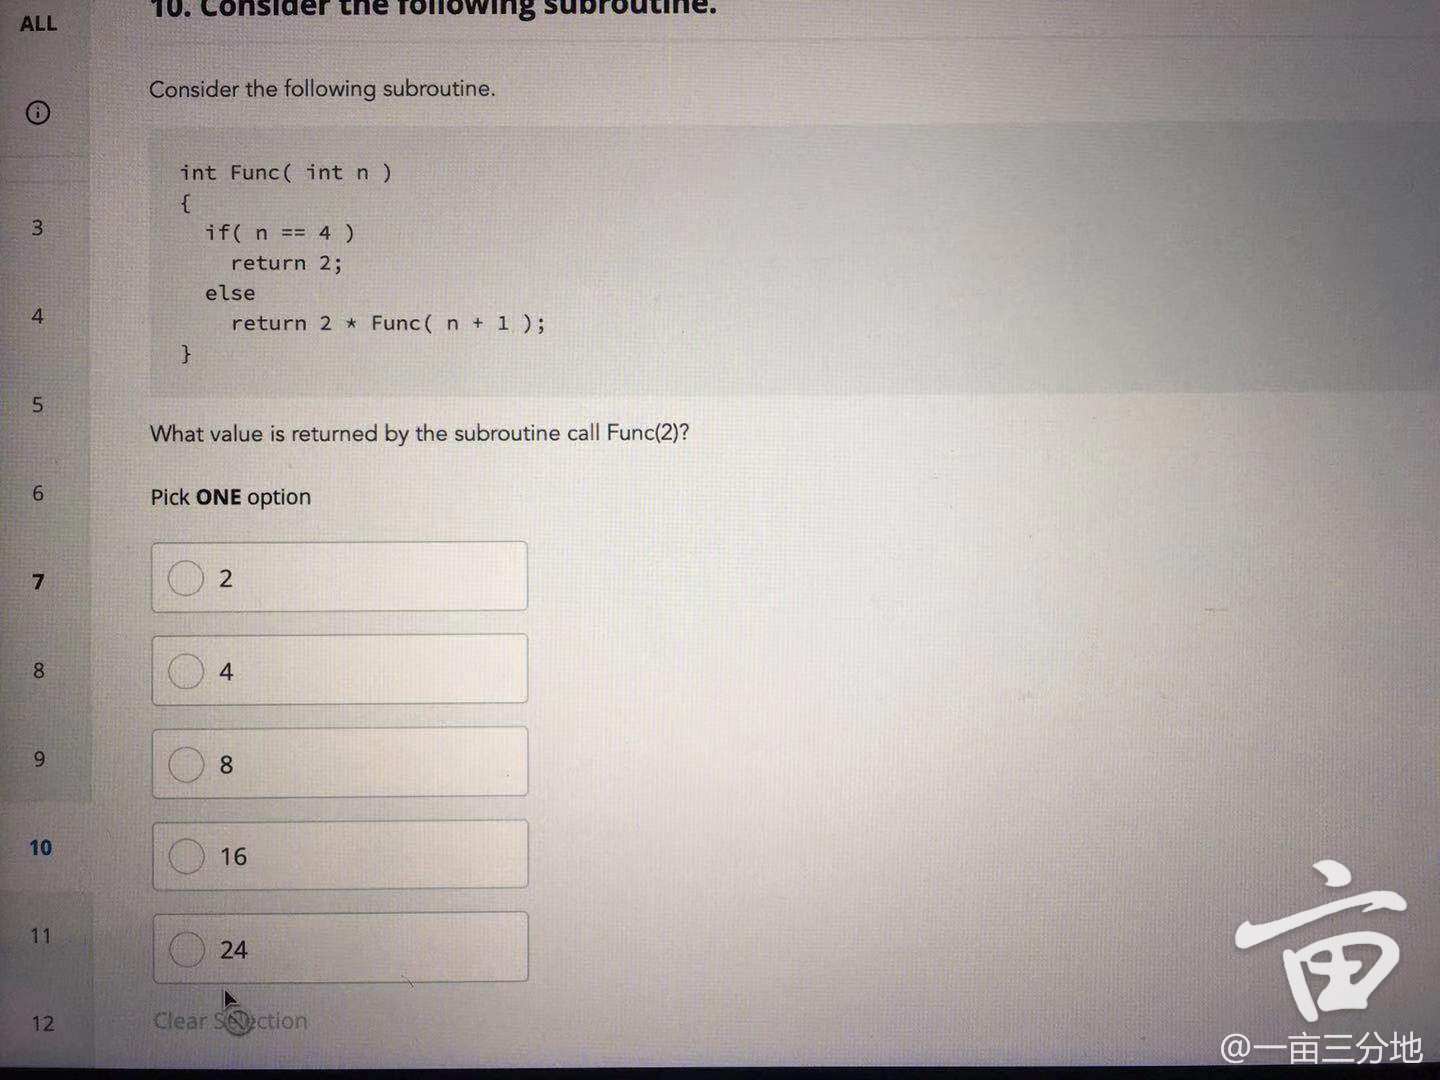 ALL
10. Consider the following subroutine.
Consider the following subroutine.
int Func( int n )
{
if( n == 4 )
return 2;
else
return 2 * Func( n + 1 );
}
What value is returned by the subroutine call Func(2)?
Pick ONE option
2
4
8
16
24
Clear Selection
3
4
5
6
7
8
9
10
11
12
亩
@一亩三分地